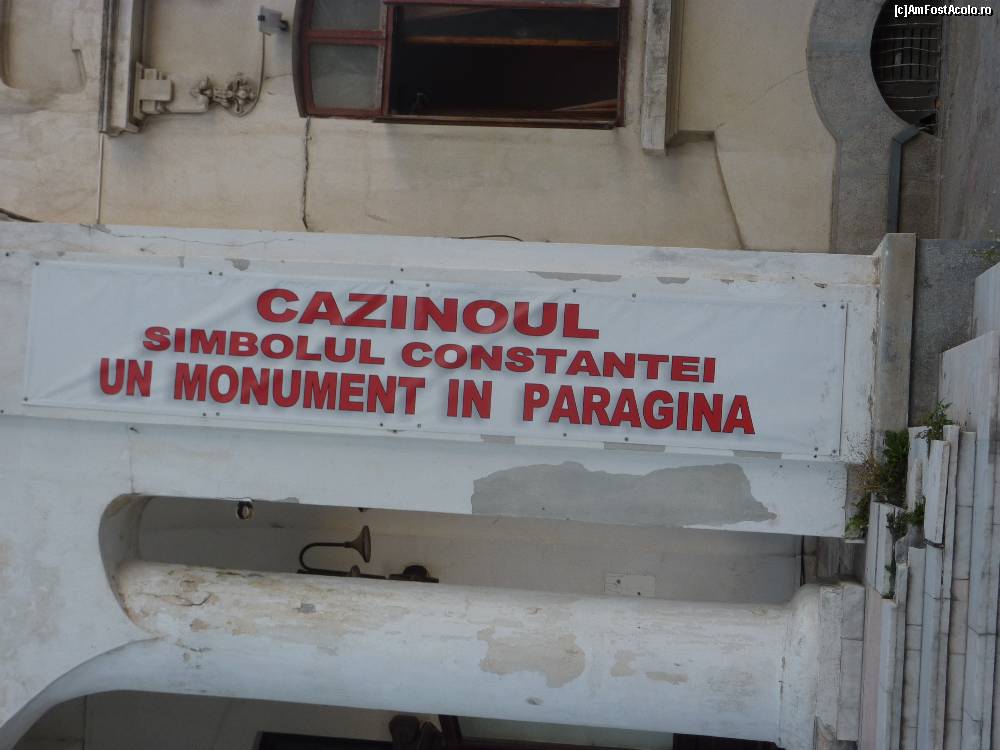 [c]AmFostAcolo.ro
CAZINOUL
SIMBOLUL CONSTANTEI
UN MONUMENT IN PARAGINA